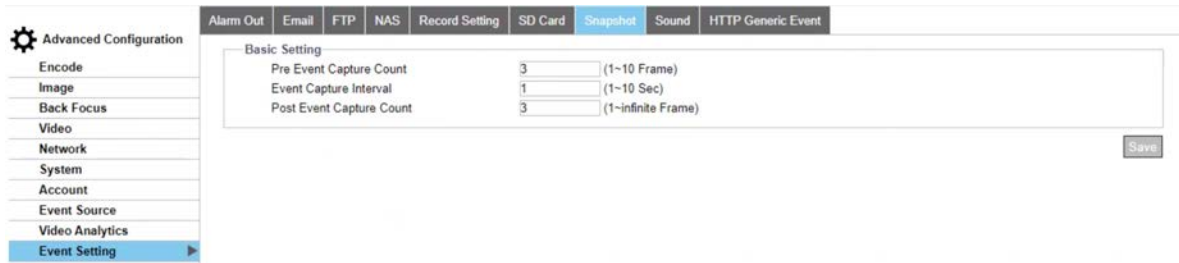 Advanced Configuration
Encode
Image
Back Focus
Video
Network
System
Account
Event Source
Video Analytics
Event Setting
Alarm Out Email FTP NAS Record Setting SD Card Snapshot Sound HTTP Generic Event
Basic Setting
Pre Event Capture Count 3 (1~10 Frame)
Event Capture Interval 1 (1~10 Sec)
Post Event Capture Count 3 (1~infinite Frame)
Save